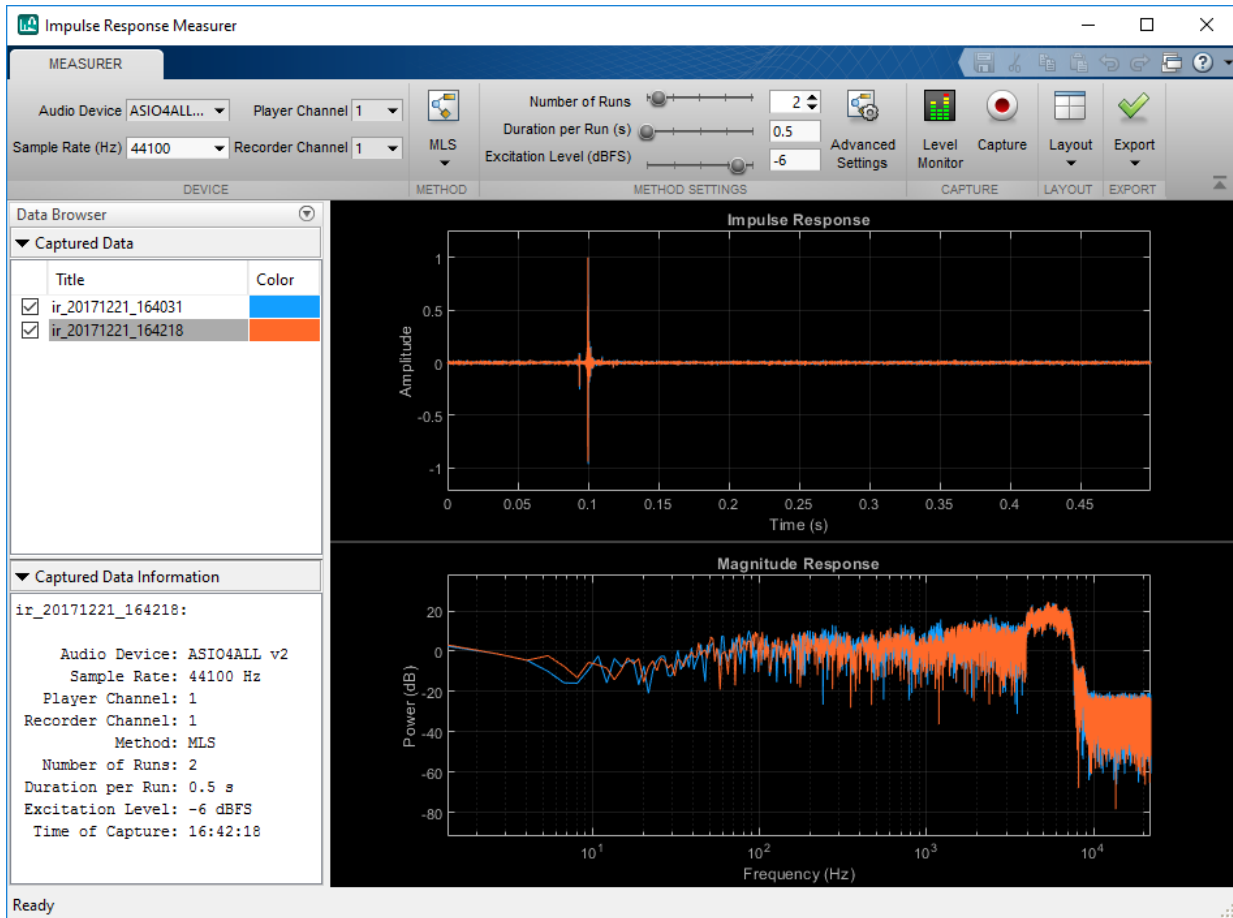 Impulse Response Measurer
MEASURER
Audio Device ASIO4ALL... Player Channel 1
Sample Rate (Hz) 44100 Recorder Channel 1
DEVICE
MLS
METHOD
Number of Runs 2
Duration per Run (s) 0.5
Excitation Level (dBFS) -6
Advanced
Settings
METHOD SETTINGS
Level
Monitor
Capture
CAPTURE
Layout
LAYOUT
Export
EXPORT
Data Browser
Captured Data
Title Color
ir_20171221_164031
ir_20171221_164218
Captured Data Information
ir_20171221_164218:
Audio Device: ASIO4ALL v2
Sample Rate: 44100 Hz
Player Channel: 1
Recorder Channel: 1
Method: MLS
Number of Runs: 2
Duration per Run: 0.5 s
Excitation Level: -6 dBFS
Time of Capture: 16:42:18
Impulse Response
Amplitude
1
0.5
0
-0.5
-1
0 0.05 0.1 0.15 0.2 0.25 0.3 0.35 0.4 0.45
Time (s)
Magnitude Response
Power (dB)
20
0
-20
-40
-60
-80
10¹ 10² 10³ 10⁴
Frequency (Hz)
Ready